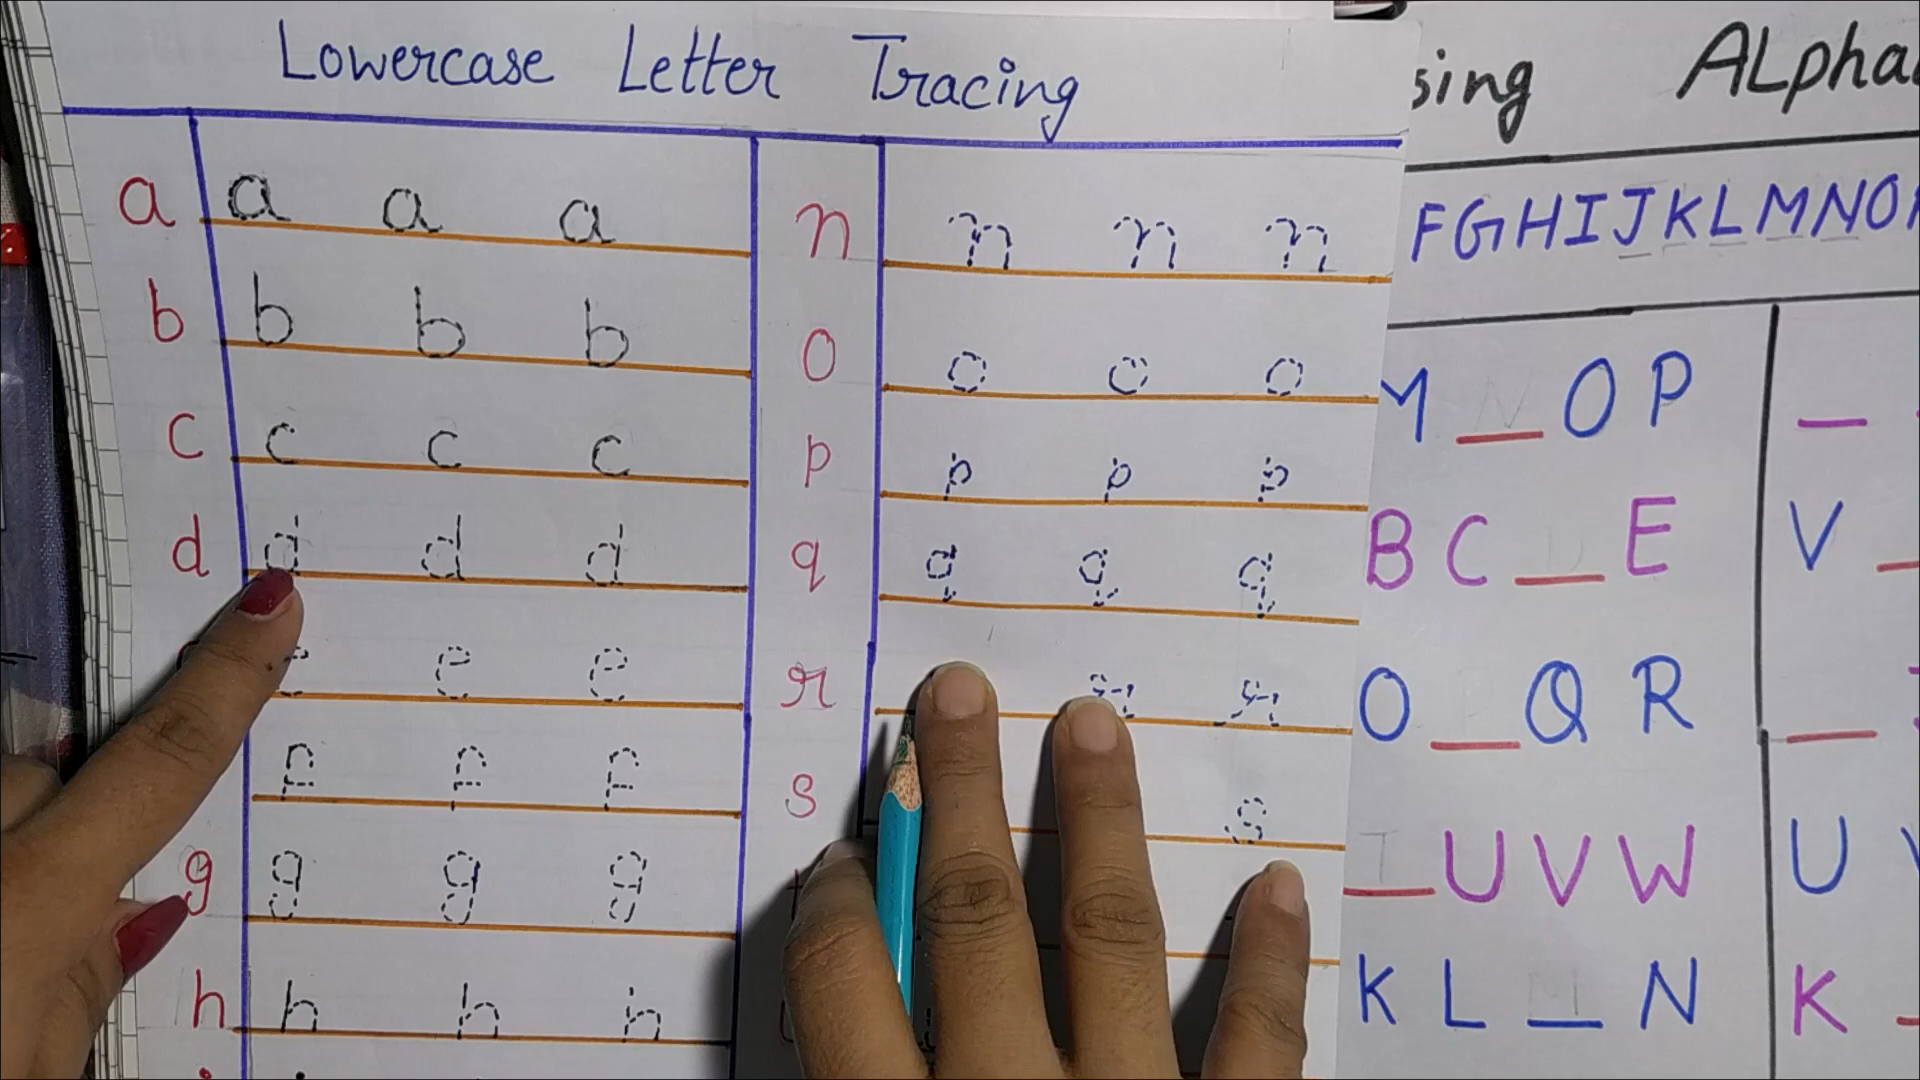 Lowercase Letter Tracing
a a a a
b b b b
c c c c
d d d d
e e e
f f f
g g g g
h h h h
n n n n
o o o o
p p p p
q q q q
r r r
s s
sing Alpha
FGHIJKLMNO
M N O P
B C D E
V
O Q R
T U V W
U
K L M N
K